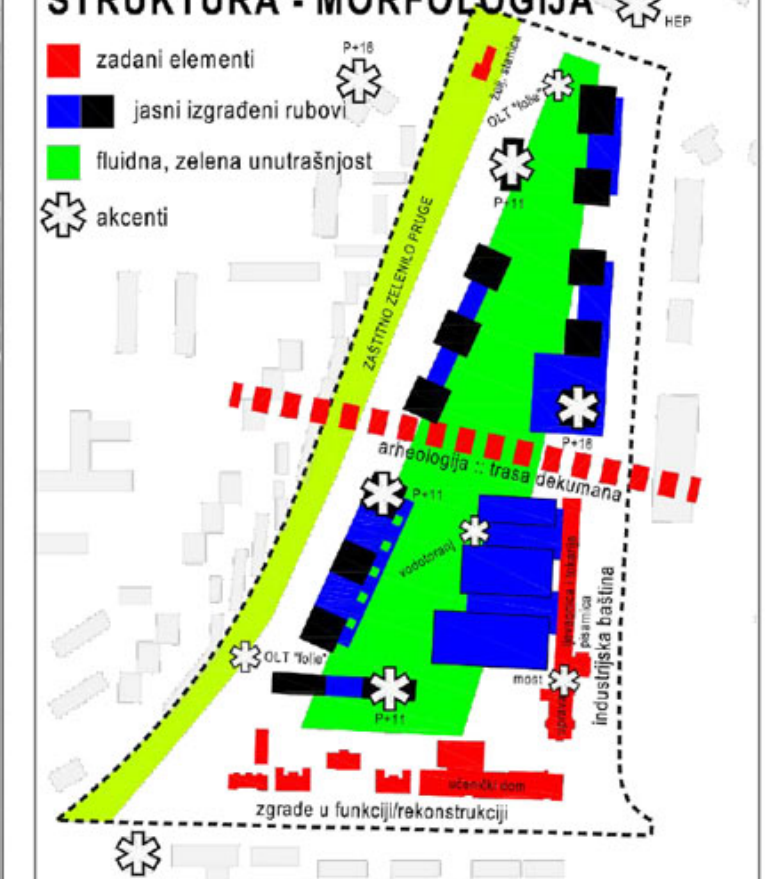 STRUKTURA - MORFOLOGIJA
HEP
zadani elementi
P+16
jasni izgrađeni rubovi
fluidna, zelena unutrašnjost
akcenti
želj. stanica
OLT "folie"
P+11
ZAŠTITNO ZELENILO PRUGE
P+16
arheologija :: trasa dekumana
P+11
vodotoranj
pisarnica
industrijska baština
OLT "folie"
most
uprava
P+11
učenički dom
zgrade u funkciji/rekonstrukciji